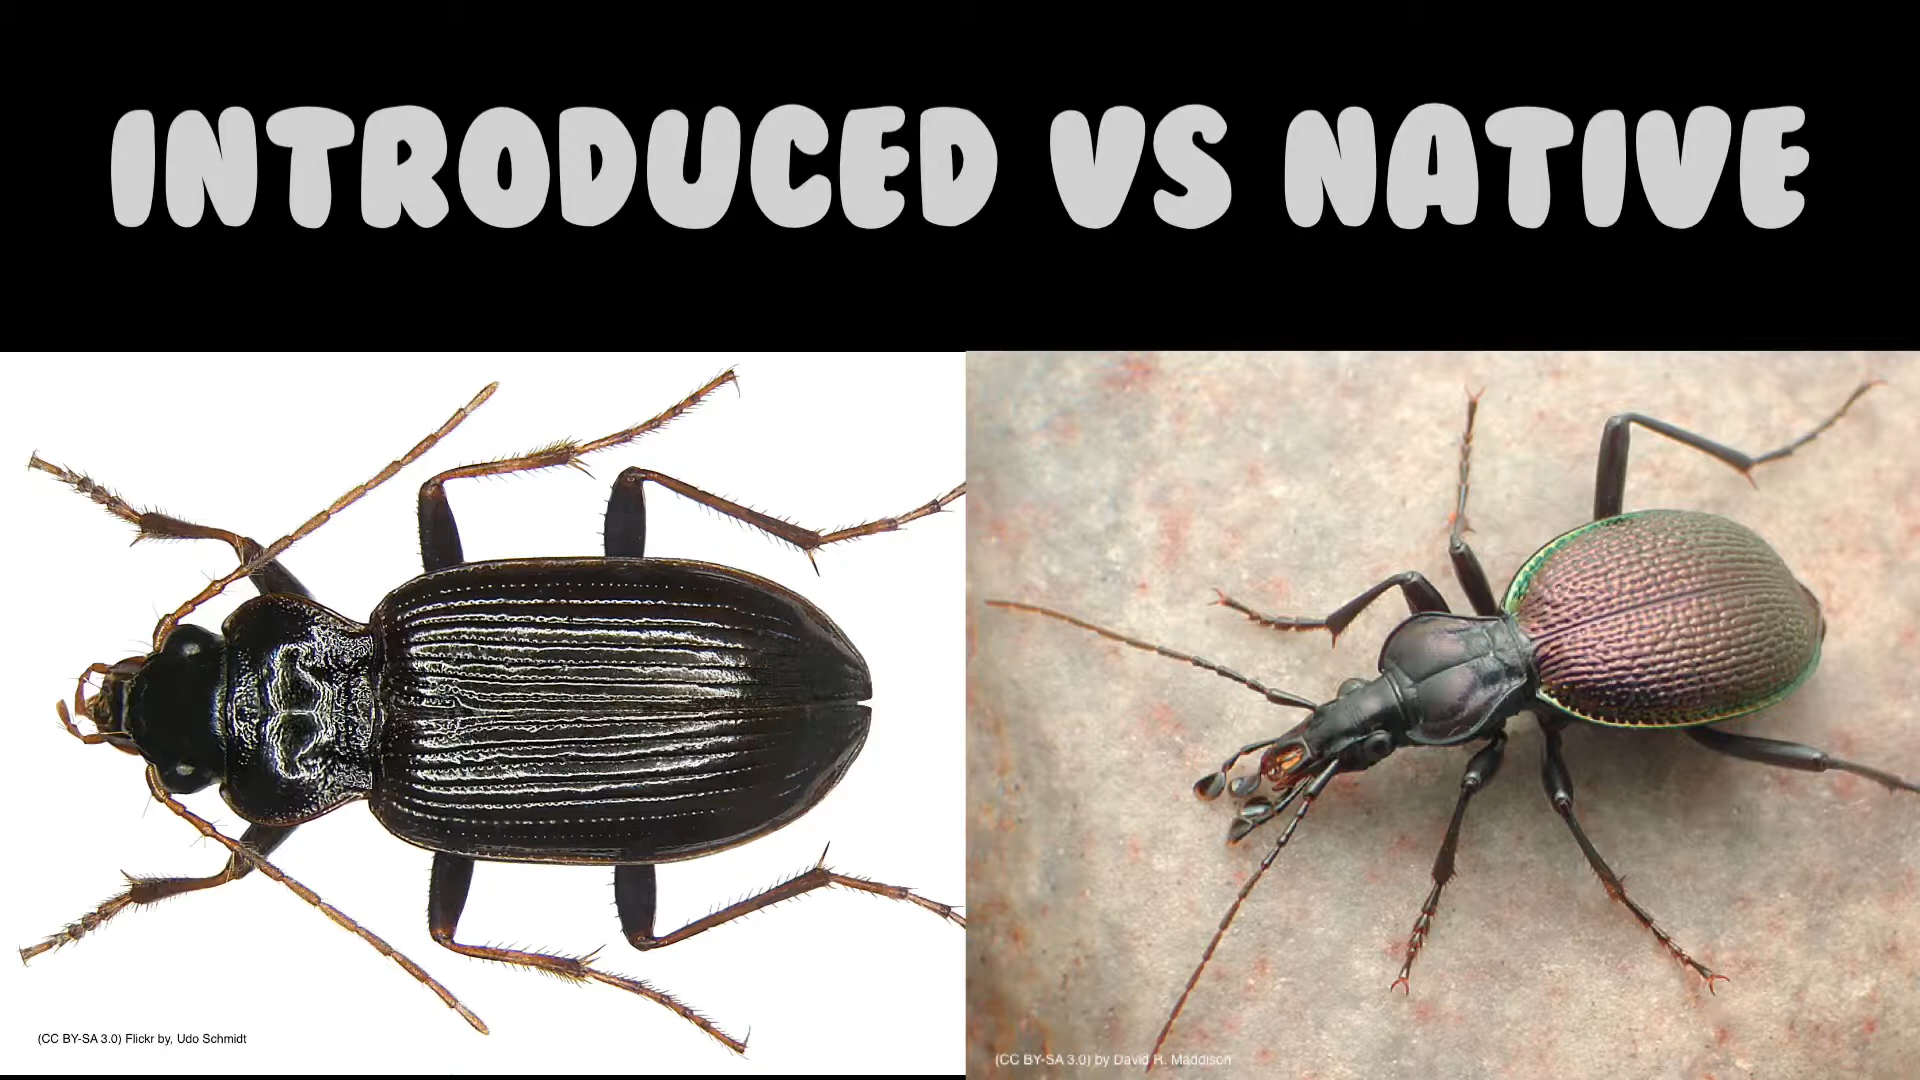 INTRODUCED VS NATIVE
(CC BY-SA 3.0) Flickr by, Udo Schmidt
(CC BY-SA 3.0) by David R. Maddison